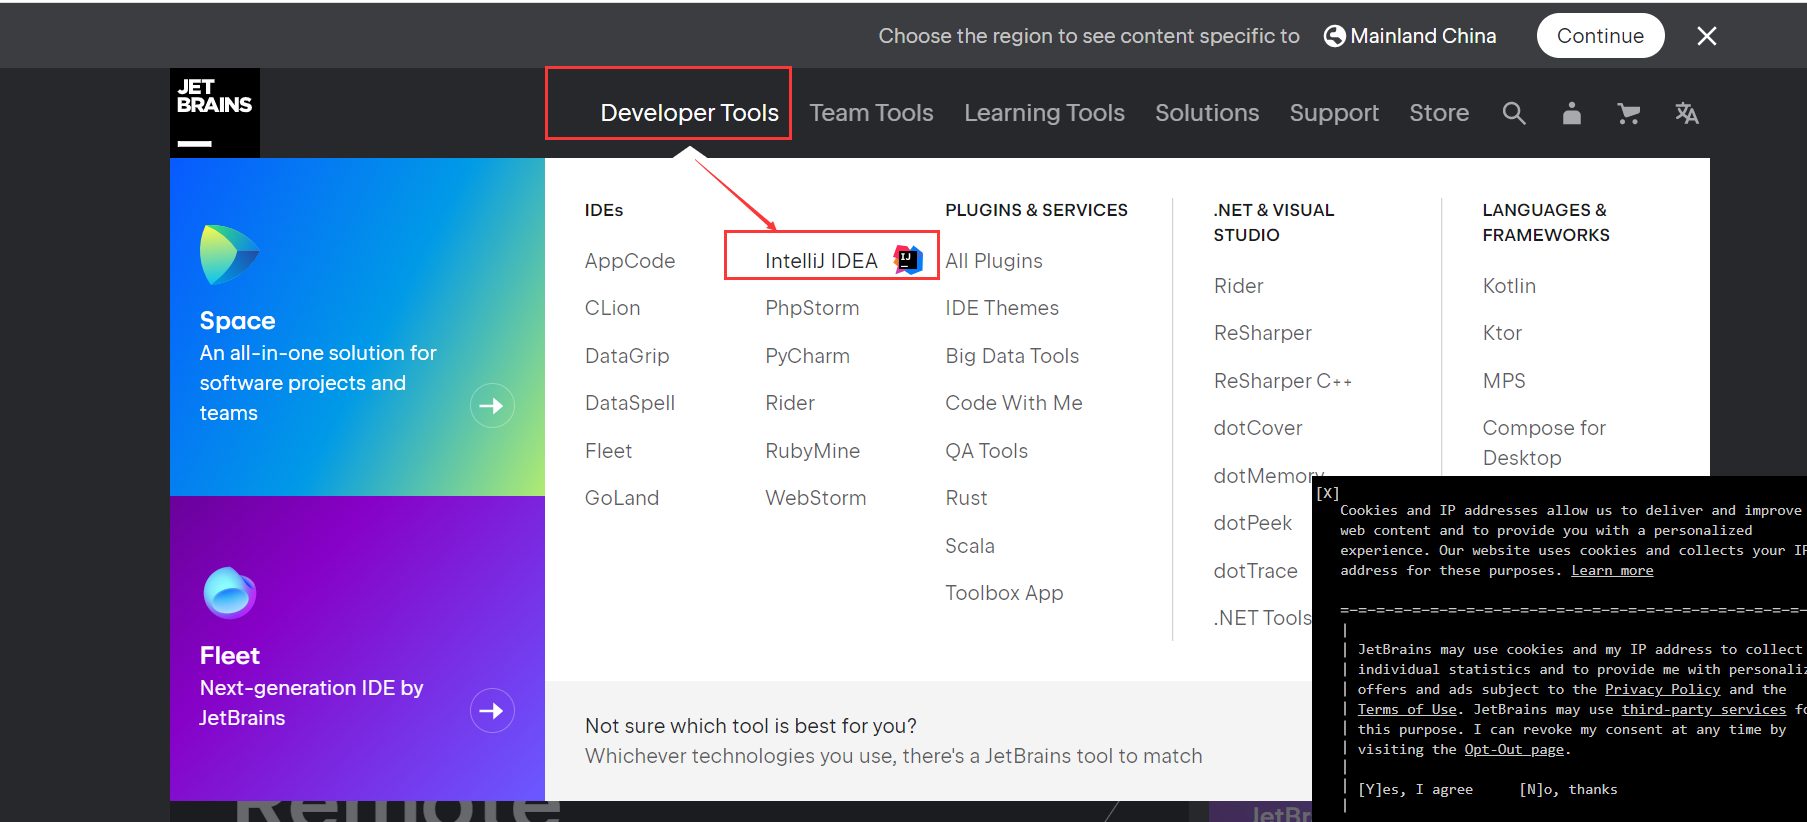 Choose the region to see content specific to Mainland China Continue
JET
BRAINS
Developer Tools Team Tools Learning Tools Solutions Support Store
Space
An all-in-one solution for
software projects and
teams
Fleet
Next-generation IDE by
JetBrains
IDEs
AppCode
CLion
DataGrip
DataSpell
Fleet
GoLand
IntelliJ IDEA
IJ
PhpStorm
PyCharm
Rider
RubyMine
WebStorm
PLUGINS & SERVICES
All Plugins
IDE Themes
Big Data Tools
Code With Me
QA Tools
Rust
Scala
Toolbox App
.NET & VISUAL
STUDIO
Rider
ReSharper
ReSharper C++
dotCover
dotMemory
dotPeek
dotTrace
.NET Tools
LANGUAGES &
FRAMEWORKS
Kotlin
Ktor
MPS
Compose for
Desktop
Not sure which tool is best for you?
Whichever technologies you use, there's a JetBrains tool to match
[X]
Cookies and IP addresses allow us to deliver and improve
web content and to provide you with a personalized
experience. Our website uses cookies and collects your IP
address for these purposes. Learn more
JetBrains may use cookies and my IP address to collect
individual statistics and to provide me with personaliz
offers and ads subject to the Privacy Policy and the
Terms of Use. JetBrains may use third-party services fo
this purpose. I can revoke my consent at any time by
visiting the Opt-Out page.
[Y]es, I agree [N]o, thanks
Remote
JetBr